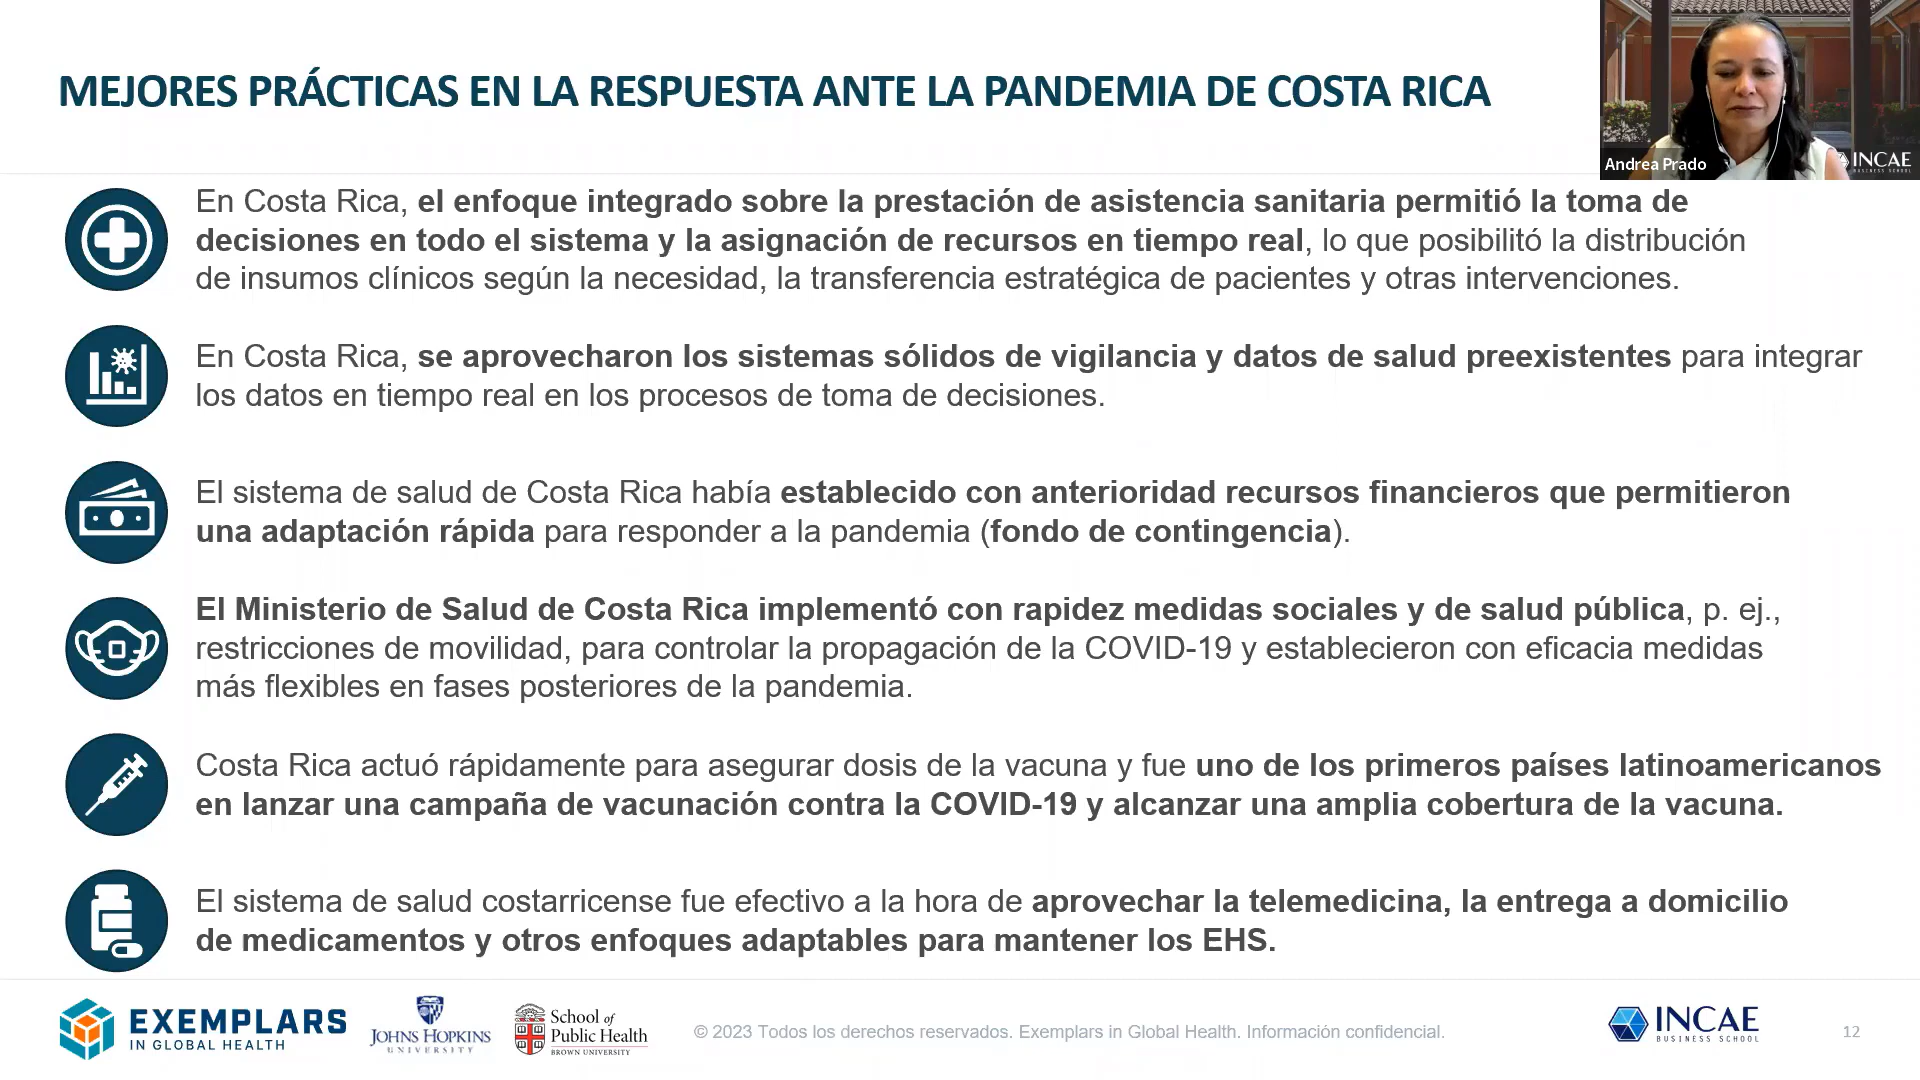 MEJORES PRÁCTICAS EN LA RESPUESTA ANTE LA PANDEMIA DE COSTA RICA
Andrea Prado
INCAE
BUSINESS SCHOOL
En Costa Rica, el enfoque integrado sobre la prestación de asistencia sanitaria permitió la toma de
decisiones en todo el sistema y la asignación de recursos en tiempo real, lo que posibilitó la distribución
de insumos clínicos según la necesidad, la transferencia estratégica de pacientes y otras intervenciones.
En Costa Rica, se aprovecharon los sistemas sólidos de vigilancia y datos de salud preexistentes para integrar
los datos en tiempo real en los procesos de toma de decisiones.
El sistema de salud de Costa Rica había establecido con anterioridad recursos financieros que permitieron
una adaptación rápida para responder a la pandemia (fondo de contingencia).
El Ministerio de Salud de Costa Rica implementó con rapidez medidas sociales y de salud pública, p. ej.,
restricciones de movilidad, para controlar la propagación de la COVID-19 y establecieron con eficacia medidas
más flexibles en fases posteriores de la pandemia.
Costa Rica actuó rápidamente para asegurar dosis de la vacuna y fue uno de los primeros países latinoamericanos
en lanzar una campaña de vacunación contra la COVID-19 y alcanzar una amplia cobertura de la vacuna.
El sistema de salud costarricense fue efectivo a la hora de aprovechar la telemedicina, la entrega a domicilio
de medicamentos y otros enfoques adaptables para mantener los EHS.
EXEMPLARS
IN GLOBAL HEALTH
JOHNS HOPKINS
UNIVERSITY
School of
Public Health
BROWN UNIVERSITY
© 2023 Todos los derechos reservados. Exemplars in Global Health. Información confidencial.
INCAE
BUSINESS SCHOOL
12